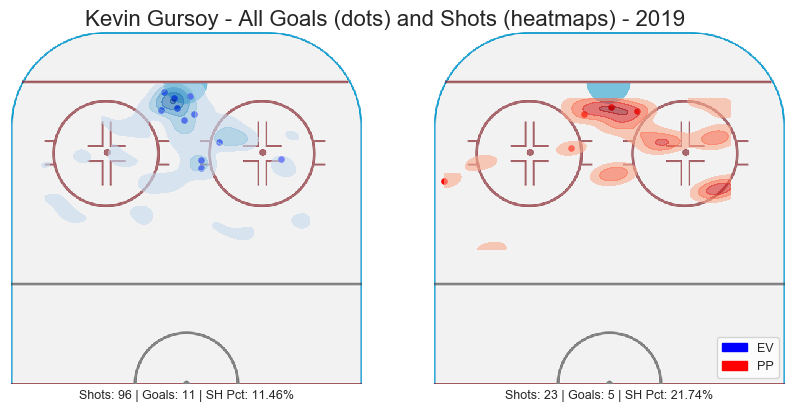 Kevin Gursoy - All Goals (dots) and Shots (heatmaps) - 2019
EV
PP
Shots: 96 | Goals: 11 | SH Pct: 11.46%
Shots: 23 | Goals: 5 | SH Pct: 21.74%